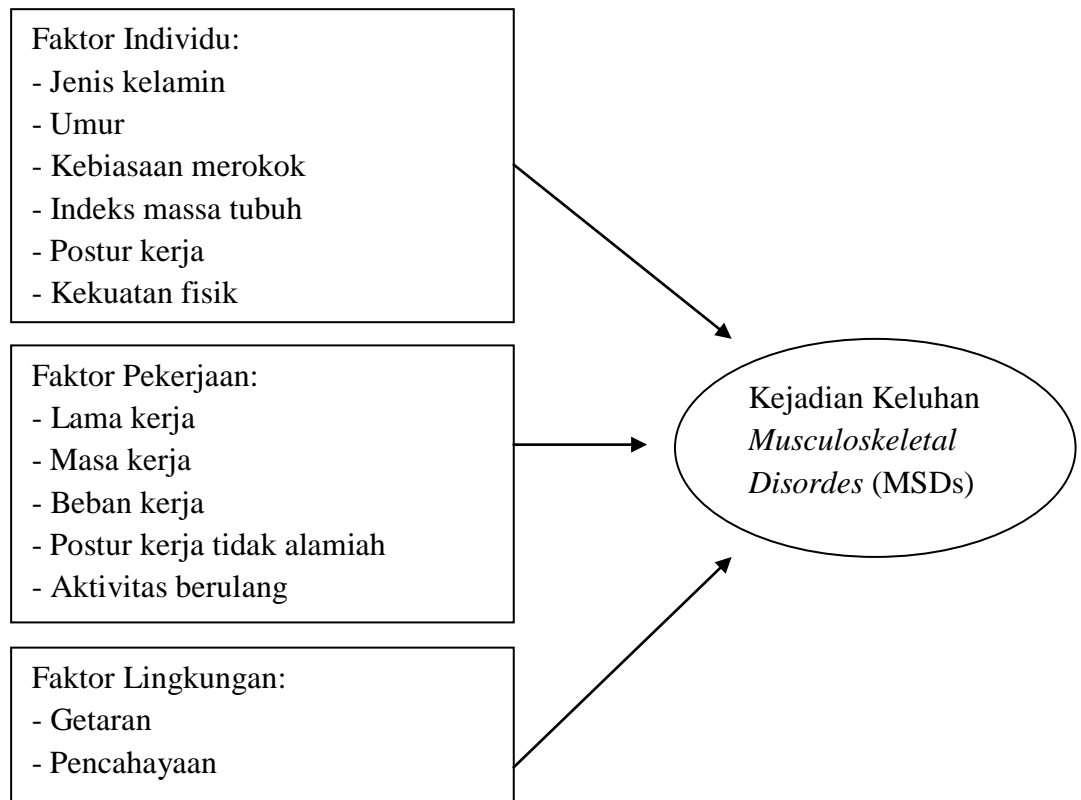 Faktor Individu:
- Jenis kelamin
- Umur
- Kebiasaan merokok
- Indeks massa tubuh
- Postur kerja
- Kekuatan fisik
Faktor Pekerjaan:
- Lama kerja
- Masa kerja
- Beban kerja
- Postur kerja tidak alamiah
- Aktivitas berulang
Faktor Lingkungan:
- Getaran
- Pencahayaan
Kejadian Keluhan
Musculoskeletal
Disordes (MSDs)